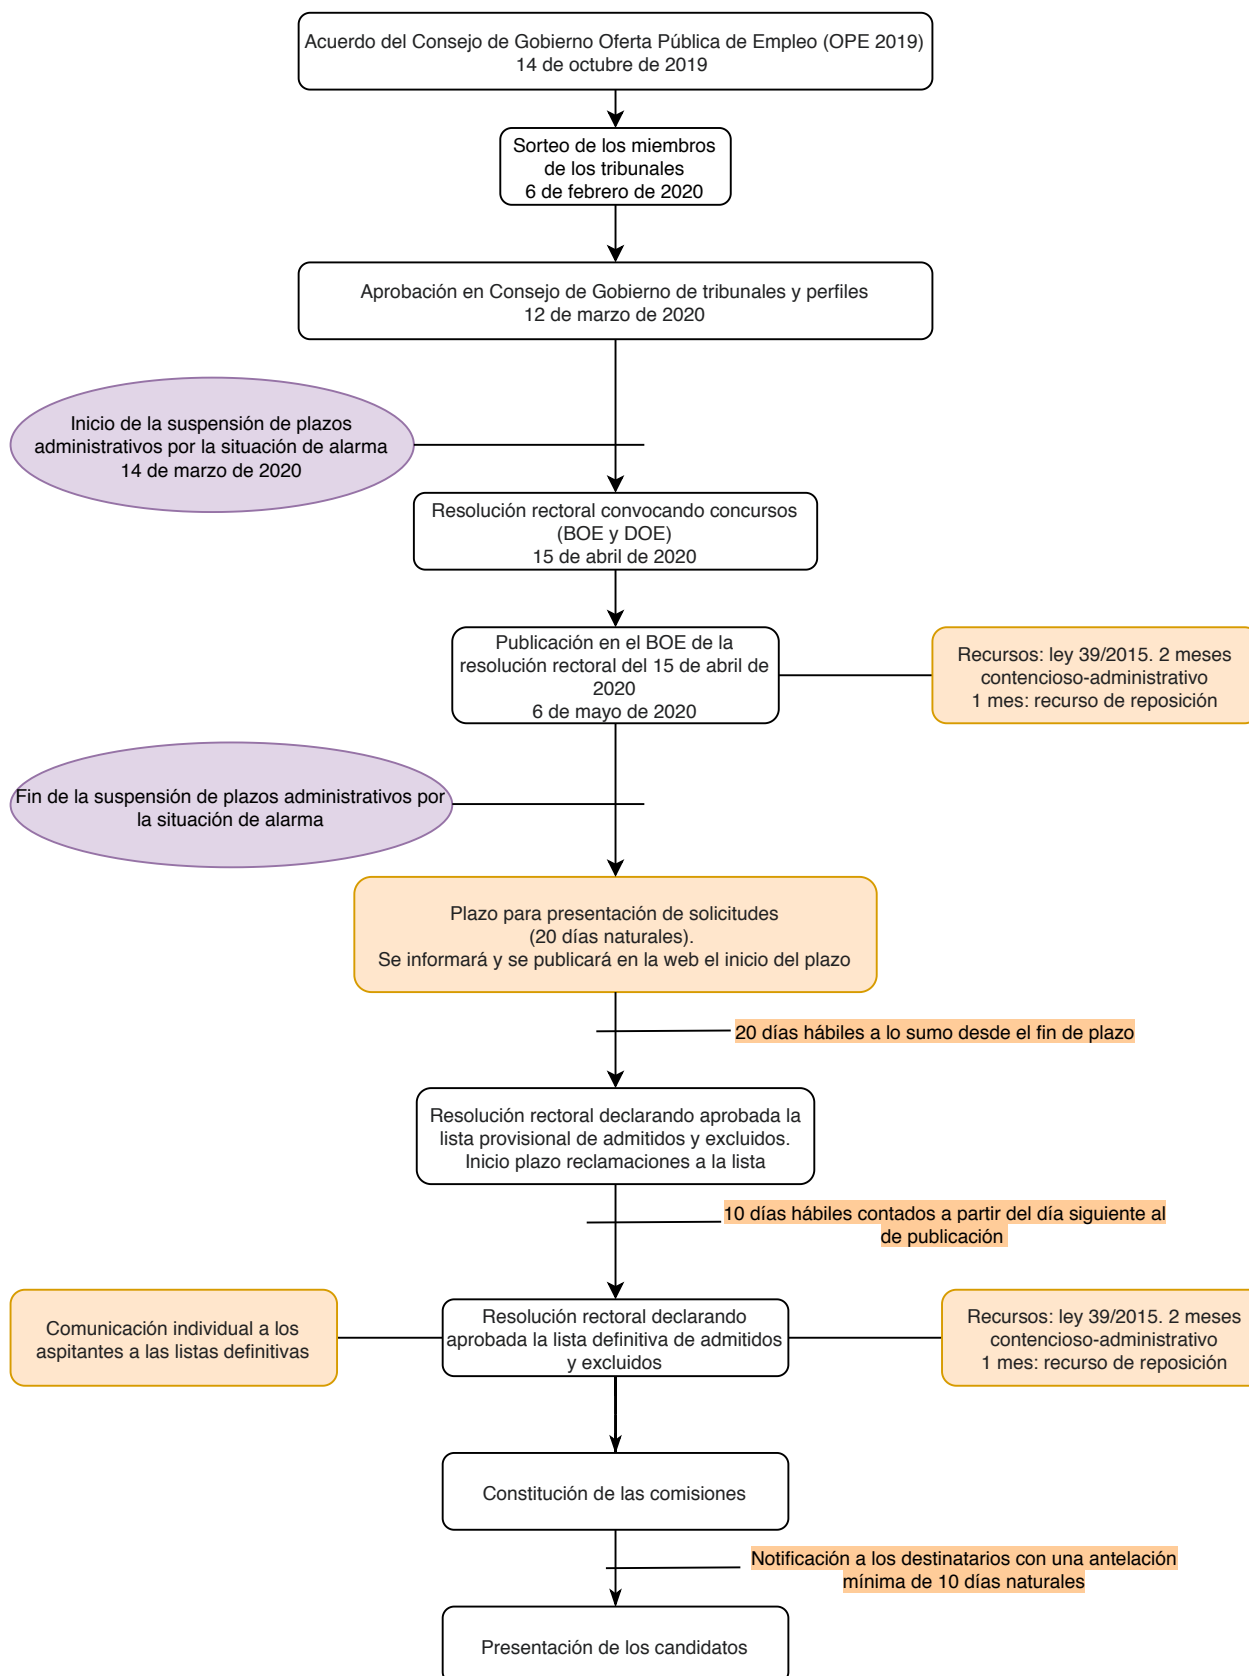 Acuerdo del Consejo de Gobierno Oferta Pública de Empleo (OPE 2019)
14 de octubre de 2019
Sorteo de los miembros
de los tribunales
6 de febrero de 2020
Aprobación en Consejo de Gobierno de tribunales y perfiles
12 de marzo de 2020
Inicio de la suspensión de plazos
administrativos por la situación de alarma
14 de marzo de 2020
Resolución rectoral convocando concursos
(BOE y DOE)
15 de abril de 2020
Publicación en el BOE de la
resolución rectoral del 15 de abril de
2020
6 de mayo de 2020
Recursos: ley 39/2015. 2 meses
contencioso-administrativo
1 mes: recurso de reposición
Fin de la suspensión de plazos administrativos por
la situación de alarma
Plazo para presentación de solicitudes
(20 días naturales).
Se informará y se publicará en la web el inicio del plazo
20 días hábiles a lo sumo desde el fin de plazo
Resolución rectoral declarando aprobada la
lista provisional de admitidos y excluidos.
Inicio plazo reclamaciones a la lista
10 días hábiles contados a partir del día siguiente al
de publicación
Comunicación individual a los
aspitantes a las listas definitivas
Resolución rectoral declarando
aprobada la lista definitiva de admitidos
y excluidos
Recursos: ley 39/2015. 2 meses
contencioso-administrativo
1 mes: recurso de reposición
Constitución de las comisiones
Notificación a los destinatarios con una antelación
mínima de 10 días naturales
Presentación de los candidatos